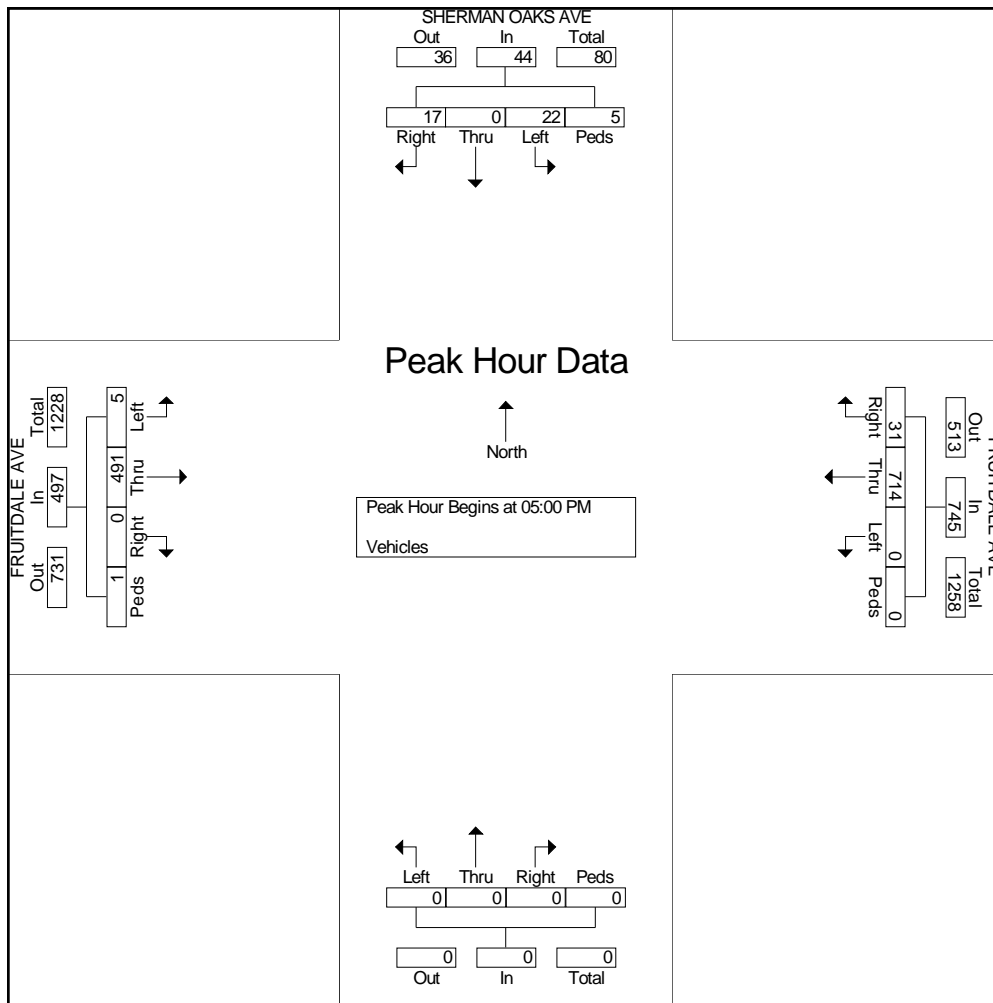 SHERMAN OAKS AVE
Out In Total
36 44 80
17 0 22 5
Right Thru Left Peds
Peak Hour Data
North
Peak Hour Begins at 05:00 PM
Vehicles
FRUITDALE AVE
Out In Total
731 497 1228
5 491 0 1
Left Thru Right Peds
FRUITDALE AVE
Out In Total
513 745 1258
31 714 0 0
Right Thru Left Peds
Left Thru Right Peds
0 0 0 0
0 0 0
Out In Total